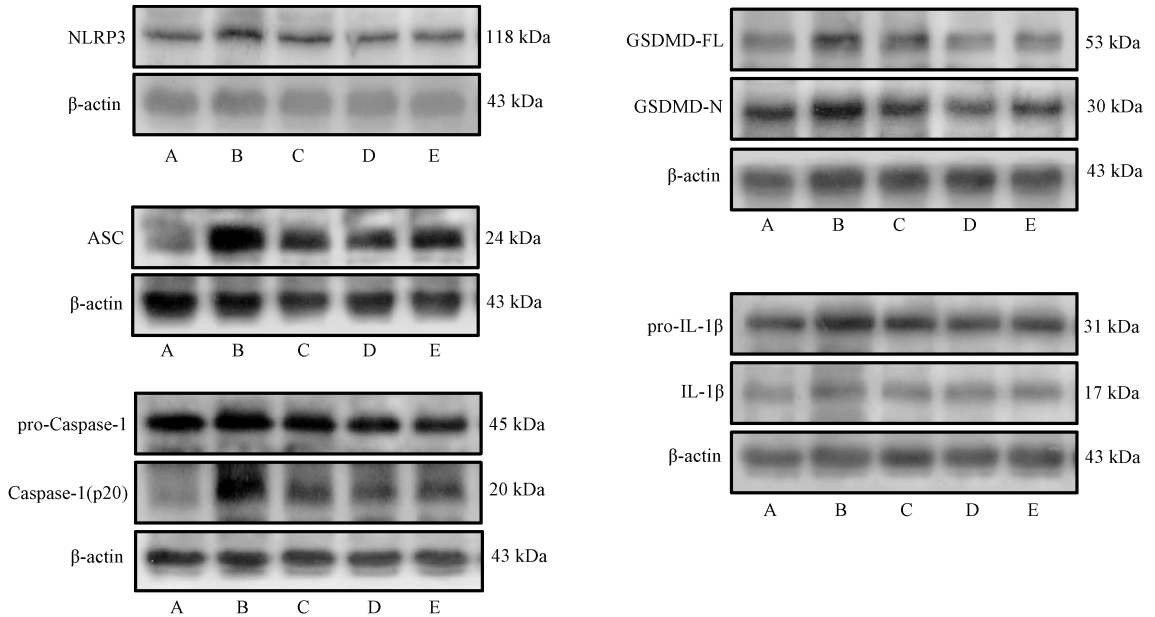 NLRP3 118 kDa
β-actin 43 kDa
A B C D E
ASC 24 kDa
β-actin 43 kDa
A B C D E
pro-Caspase-1 45 kDa
Caspase-1(p20) 20 kDa
β-actin 43 kDa
A B C D E
GSDMD-FL 53 kDa
GSDMD-N 30 kDa
β-actin 43 kDa
A B C D E
pro-IL-1β 31 kDa
IL-1β 17 kDa
β-actin 43 kDa
A B C D E